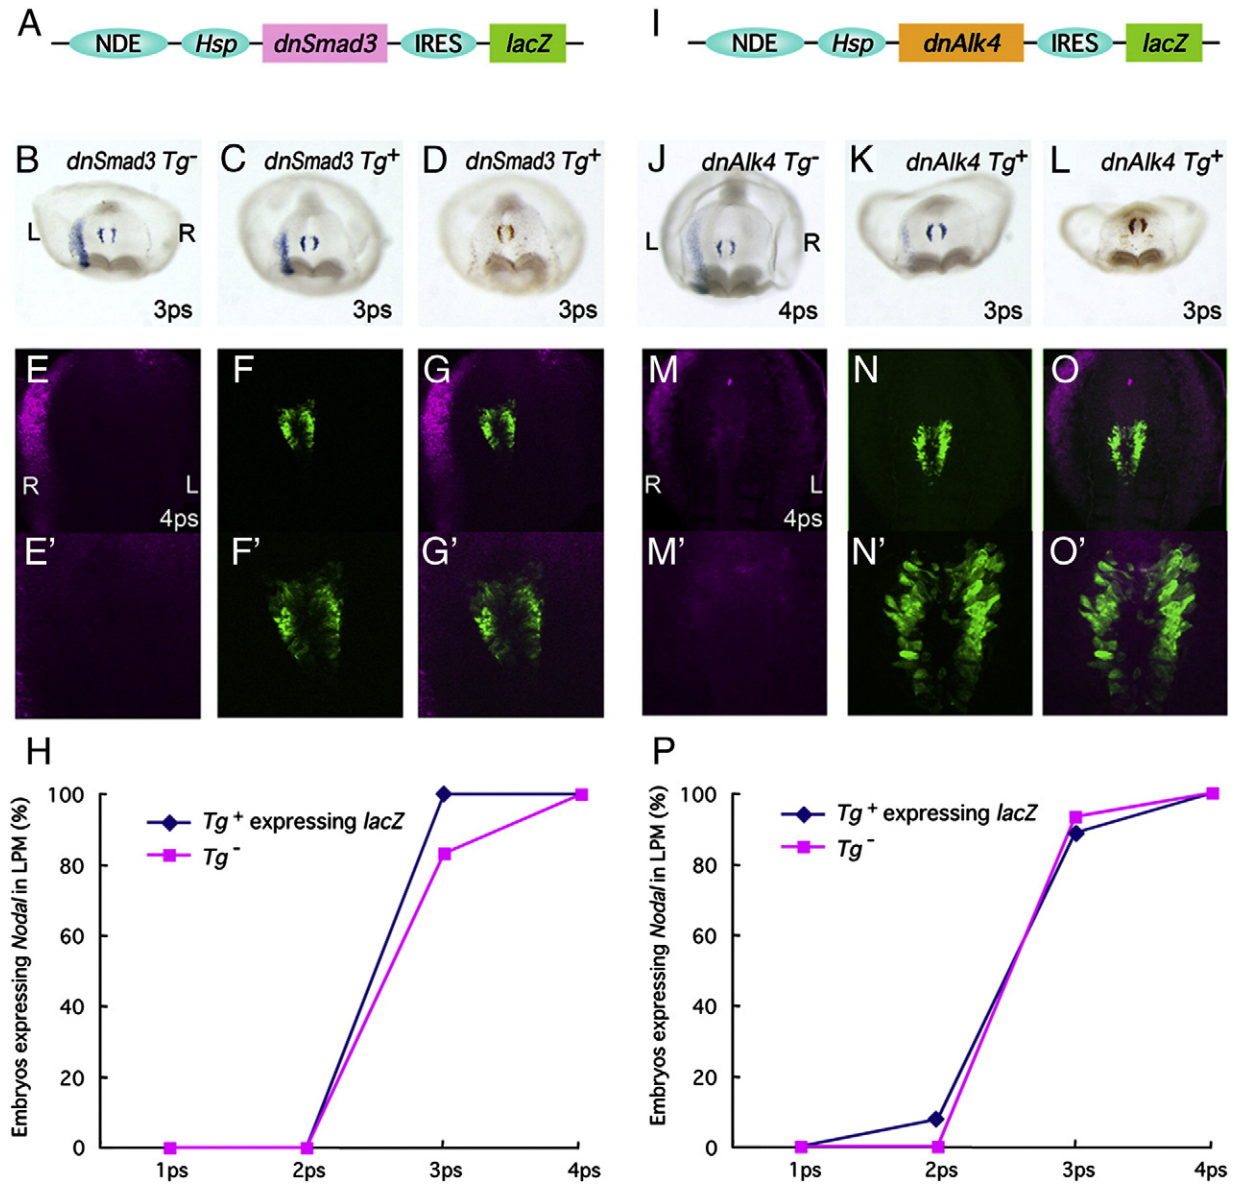 A
NDE Hsp dnSmad3 IRES lacZ
I
NDE Hsp dnAlk4 IRES lacZ
B dnSmad3 Tg-
L R
3ps
C dnSmad3 Tg+
3ps
D dnSmad3 Tg+
3ps
J dnAlk4 Tg-
L R
4ps
K dnAlk4 Tg+
3ps
L dnAlk4 Tg+
3ps
E
R L
4ps
F
G
M
R L
4ps
N
O
E'
F'
G'
M'
N'
O'
H
Embryos expressing Nodal in LPM (%)
100
80
60
40
20
0
Tg+ expressing lacZ
Tg-
1ps 2ps 3ps 4ps
P
Embryos expressing Nodal in LPM (%)
100
80
60
40
20
0
Tg+ expressing lacZ
Tg-
1ps 2ps 3ps 4ps